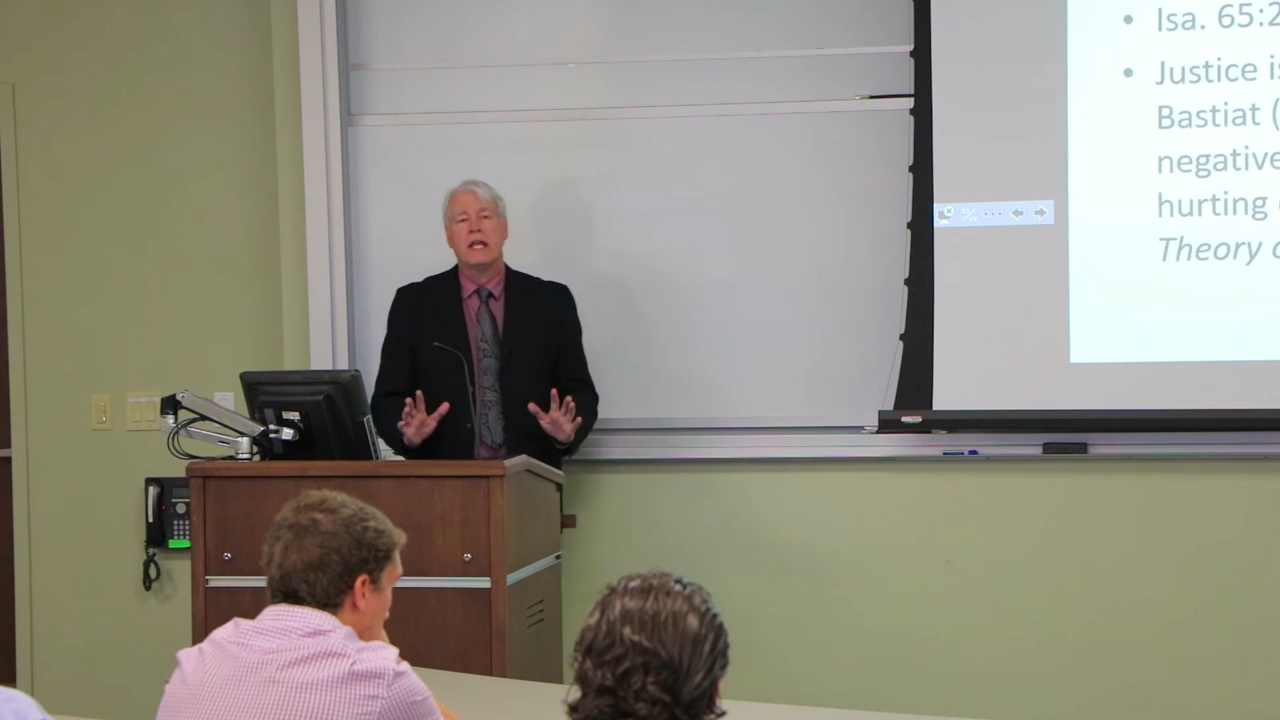 • Isa. 65:2
• Justice is
Bastiat (
negative
hurting
Theory